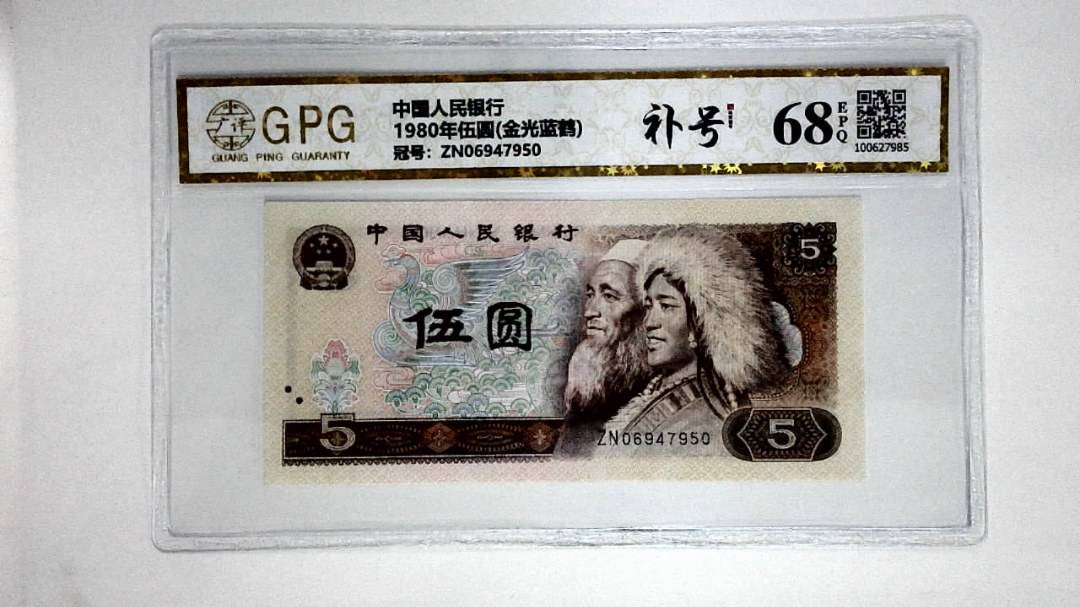 GPG
GUANG PING GUARANTY
中国人民银行
1980年伍圆(金光蓝鹤)
冠号：ZN06947950
补号
68
EPQ
100627985
中国人民银行
5
伍圆
5
ZN06947950
5